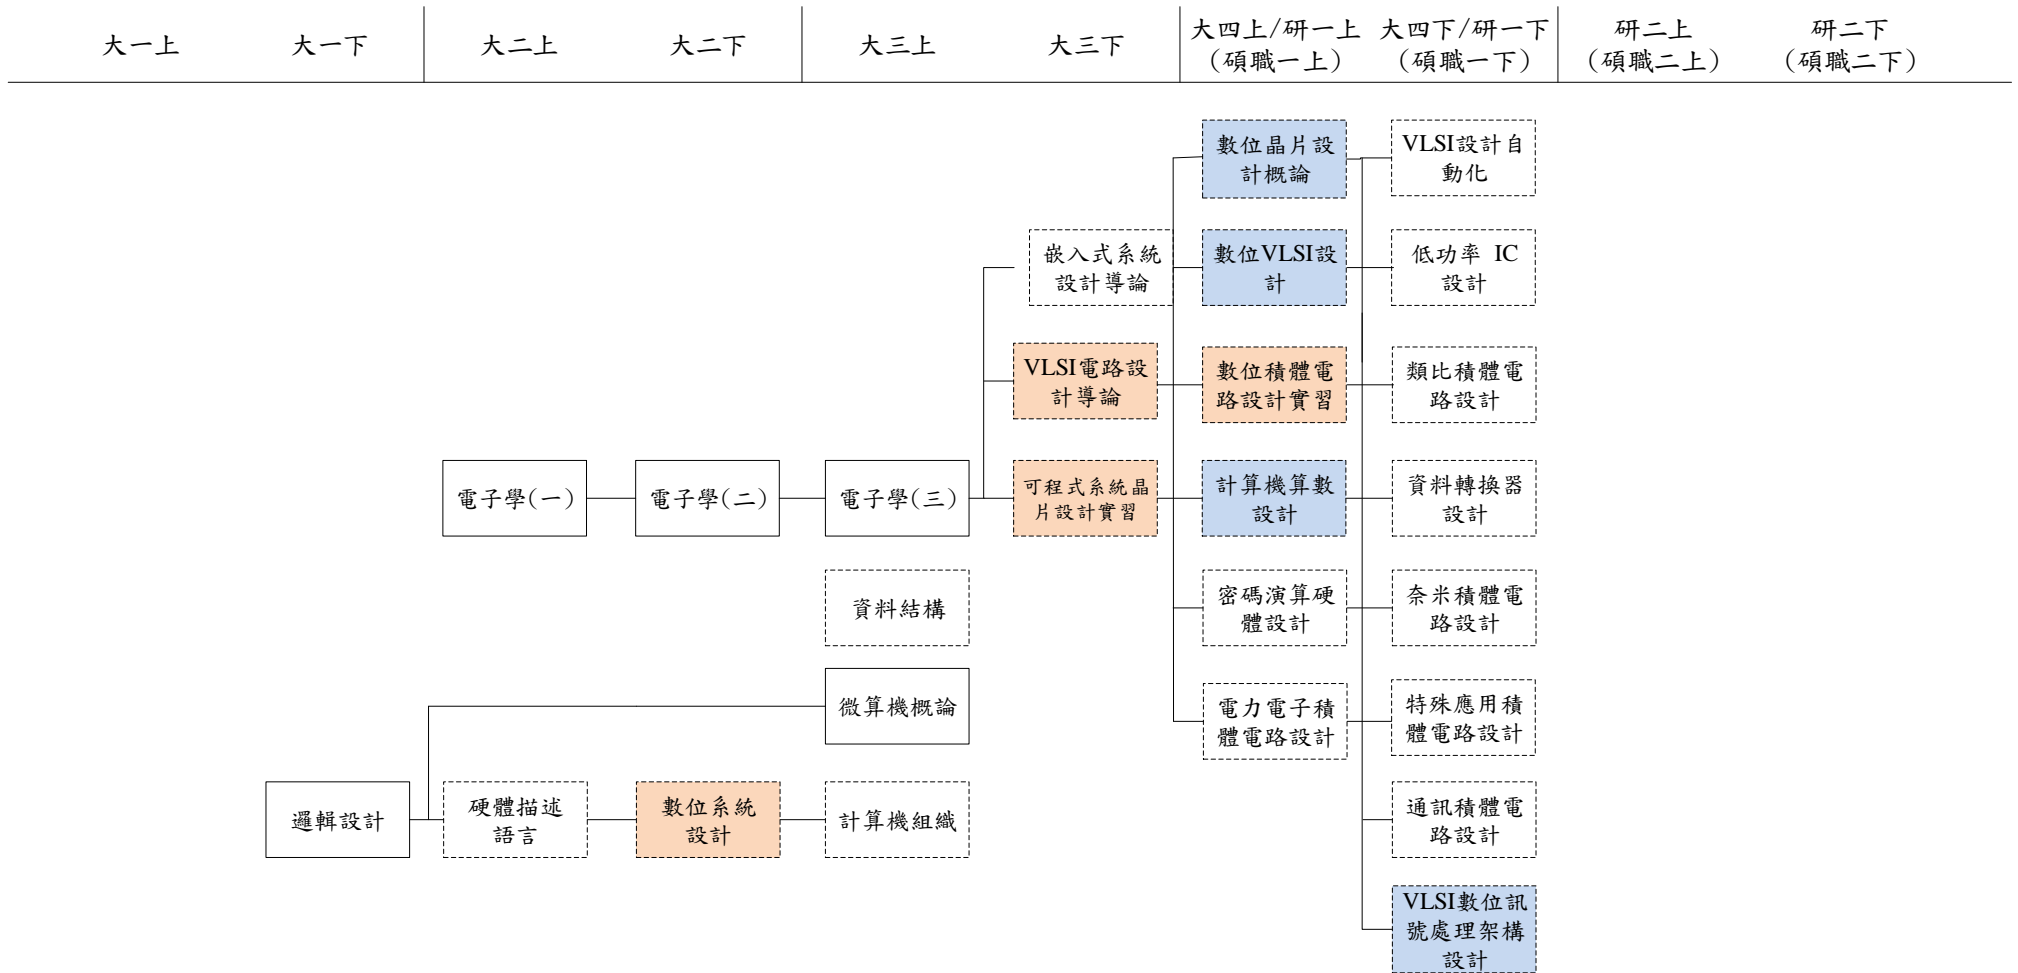 大一上
大一下
大二上
大二下
大三上
大三下
大四上/研一上
(碩職一上)
大四下/研一下
(碩職一下)
研二上
(碩職二上)
研二下
(碩職二下)
數位晶片設
計概論
VLSI設計自
動化
嵌入式系統
設計導論
數位VLSI設
計
低功率 IC
設計
VLSI電路設
計導論
數位積體電
路設計實習
類比積體電
路設計
電子學(一)
電子學(二)
電子學(三)
可程式系統晶
片設計實習
計算機算數
設計
資料轉換器
設計
資料結構
密碼演算硬
體設計
奈米積體電
路設計
微算機概論
電力電子積
體電路設計
特殊應用積
體電路設計
邏輯設計
硬體描述
語言
數位系統
設計
計算機組織
通訊積體電
路設計
VLSI數位訊
號處理架構
設計